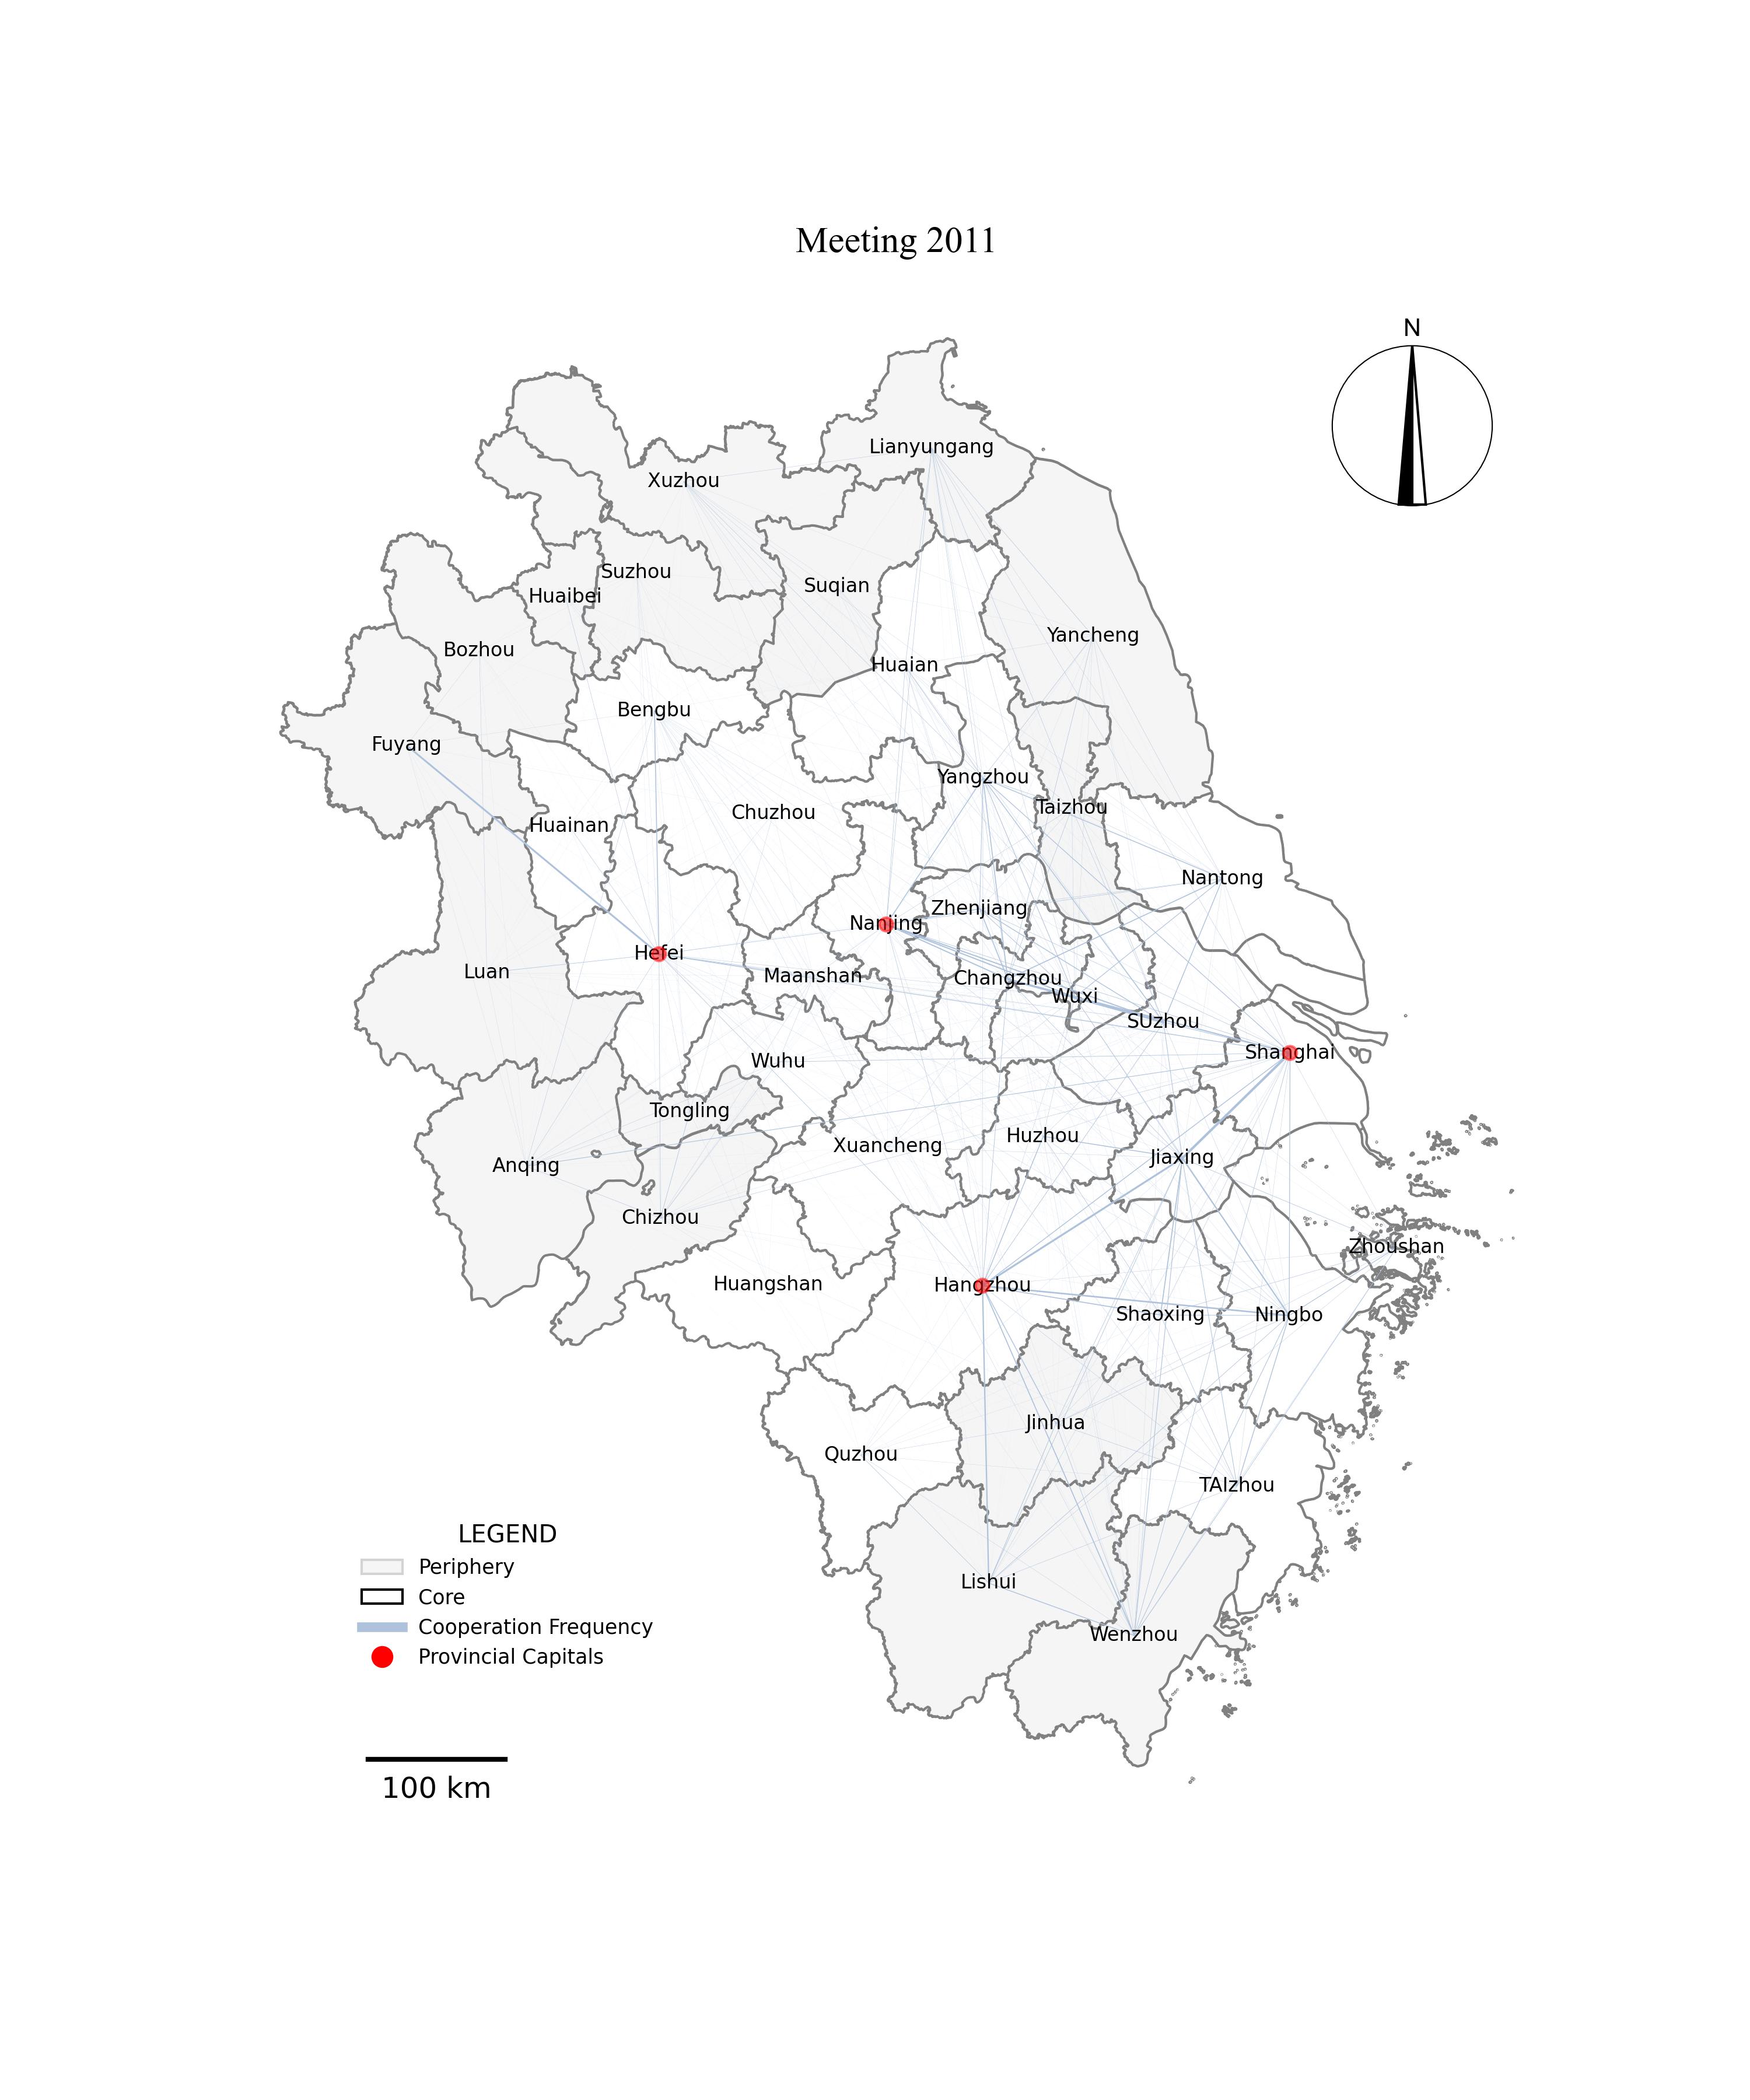 Meeting 2011
N
Lianyungang
Xuzhou
Suzhou
Suqian
Huaibei
Yancheng
Bozhou
Huaian
Bengbu
Fuyang
Yangzhou
Taizhou
Chuzhou
Huainan
Nantong
Zhenjiang
Nanjing
Hefei
Luan
Maanshan
Changzhou
Wuxi
SUzhou
Shanghai
Wuhu
Tongling
Huzhou
Xuancheng
Jiaxing
Anqing
Chizhou
Zhoushan
Huangshan
Hangzhou
Shaoxing
Ningbo
Jinhua
Quzhou
TAIzhou
Lishui
Wenzhou
LEGEND
Periphery
Core
Cooperation Frequency
Provincial Capitals
100 km